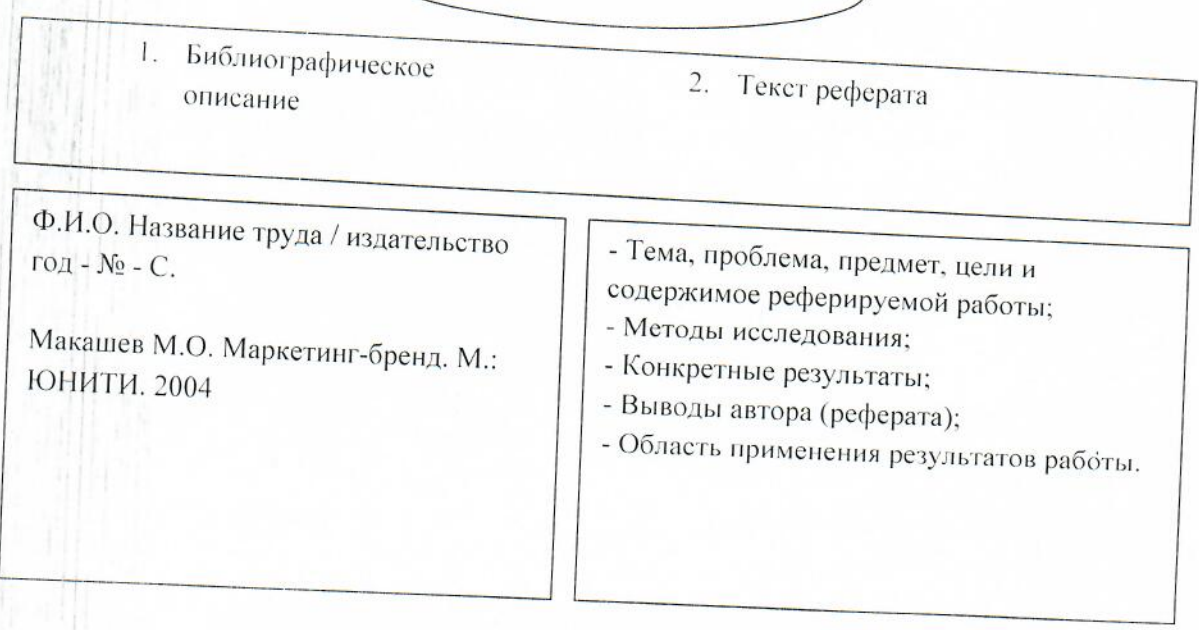 1. Библиографическое
описание
2. Текст реферата
Ф.И.О. Название труда / издательство
год - № - С.
Макашев М.О. Маркетинг-бренд. М.:
ЮНИТИ. 2004
- Тема, проблема, предмет, цели и
содержимое реферируемой работы;
- Методы исследования;
- Конкретные результаты;
- Выводы автора (реферата);
- Область применения результатов работы.